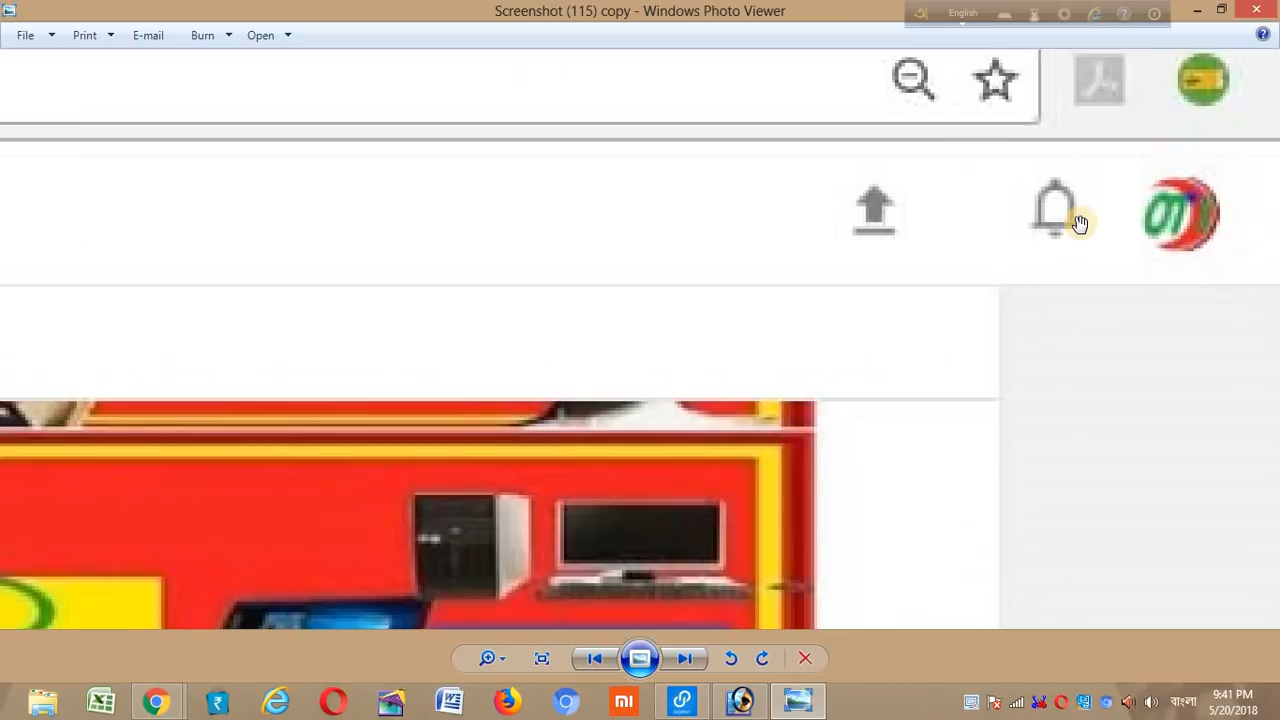 Screenshot (115) copy - Windows Photo Viewer
English
File Print E-mail Burn Open
বাংলা
9:41 PM
5/20/2018